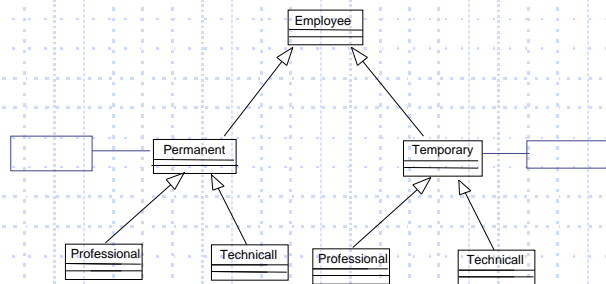 Employee
Permanent
Temporary
Professional
Technicall
Professional
Technicall